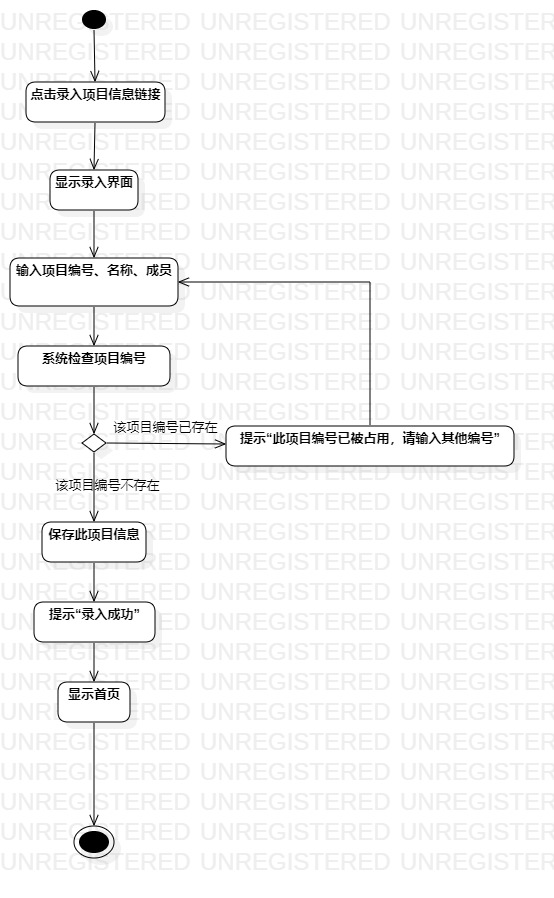 点击录入项目信息链接
显示录入界面
输入项目编号、名称、成员
系统检查项目编号
该项目编号已存在
提示“此项目编号已被占用，请输入其他编号”
该项目编号不存在
保存此项目信息
提示“录入成功”
显示首页
UNREGISTERED